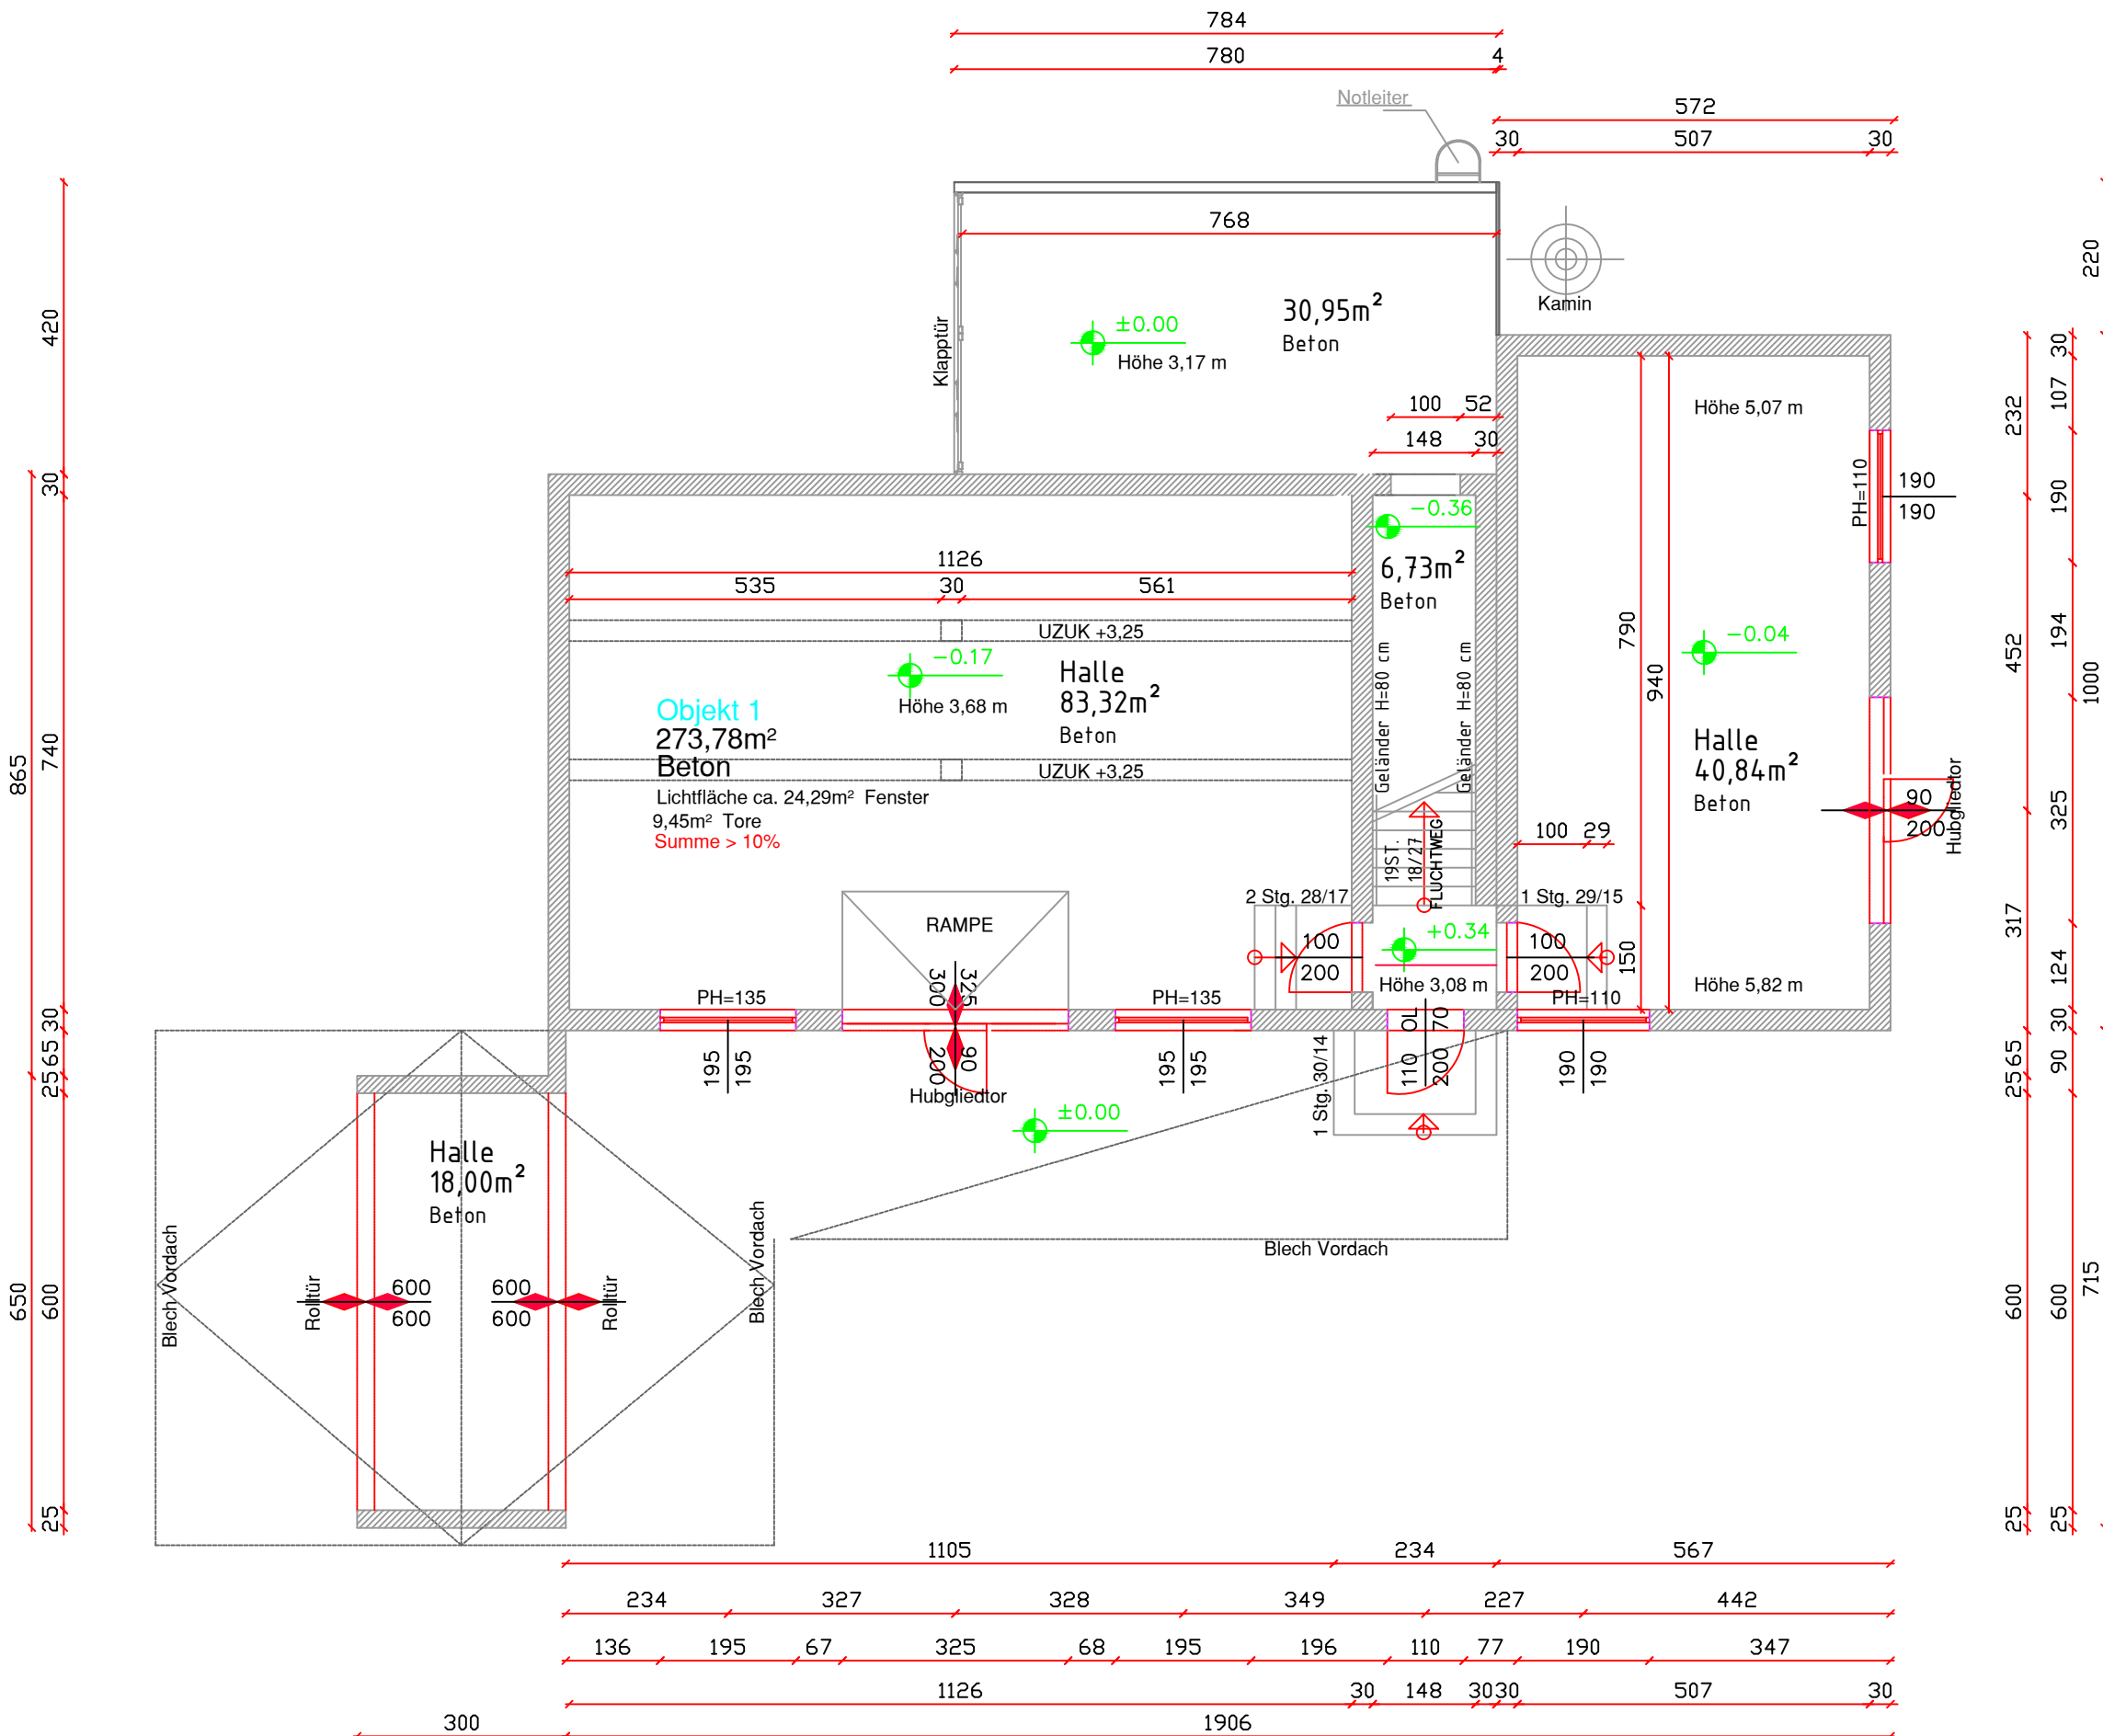 784
780
4
Notleiter
572
30
507
30
768
220
420
Klapptür
±0.00
Höhe 3,17 m
30,95m²
Beton
Kamin
100
52
148
30
Höhe 5,07 m
232
30
107
190
190
190
PH=110
30
-0.36
6,73m²
Beton
1126
535
30
561
UZUK +3,25
-0.17
Halle
83,32m²
Beton
Höhe 3,68 m
Objekt 1
273,78m²
Beton
Lichtfläche ca. 24,29m² Fenster
9,45m² Tore
Summe > 10%
UZUK +3,25
Geländer H=80 cm
Geländer H=80 cm
790
940
-0.04
Halle
40,84m²
Beton
452
194
1000
865
740
90
200
Hubgliedtor
325
100
29
19ST.
18/27
FLUCHTWEG
2 Stg. 28/17
1 Stg. 29/15
RAMPE
100
200
+0.34
Höhe 3,08 m
100
200
150
Höhe 5,82 m
317
124
300
325
PH=135
PH=135
PH=110
30
30
195
195
200
90
Hubgliedtor
195
195
110
OL
200
70
190
190
1 Stg. 30/14
65
25
65
25
90
±0.00
Halle
18,00m²
Beton
Blech Vordach
Blech Vordach
Blech Vordach
Rolltür
600
600
600
600
Rolltür
650
600
600
600
715
25
25
25
1105
234
567
234
327
328
349
227
442
136
195
67
325
68
195
196
110
77
190
347
1126
30
148
30
30
507
30
300
1906